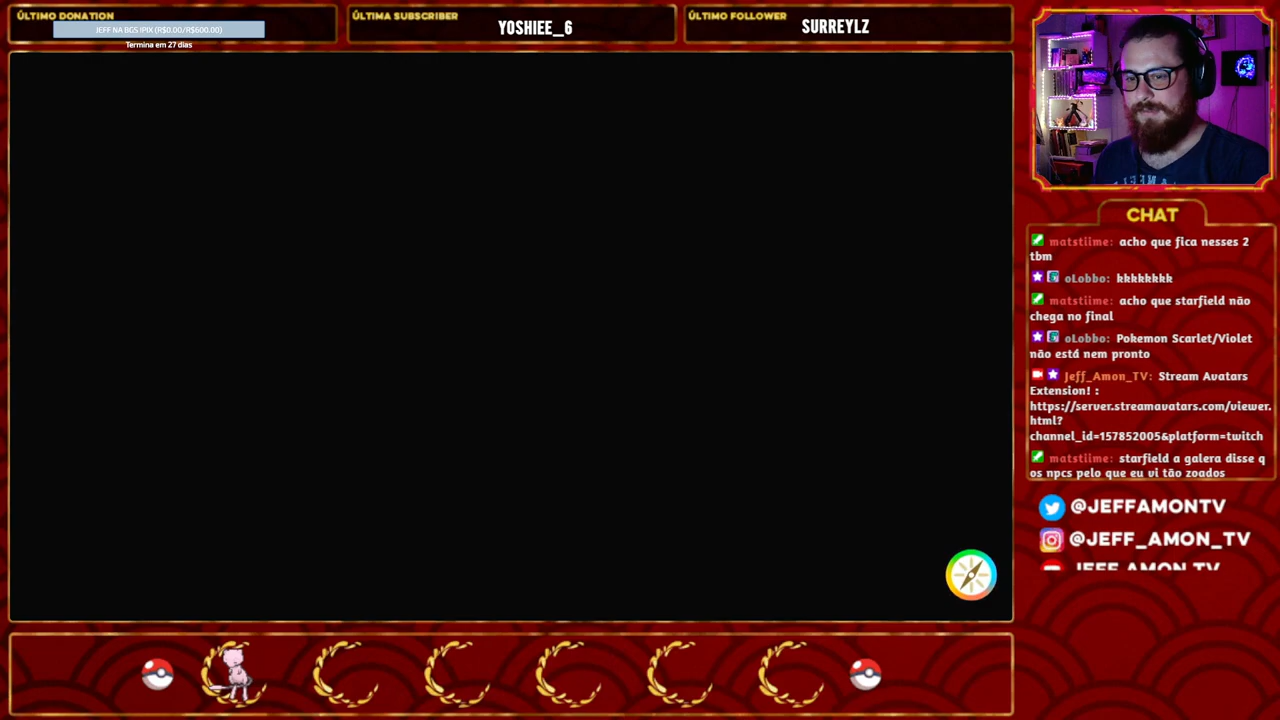 ÚLTIMO DONATION
JEFF NA BGS !PIX (R$0.00/R$600.00)
Termina em 27 dias
ÚLTIMA SUBSCRIBER
YOSHIEE_6
ÚLTIMO FOLLOWER
SURREYLZ
CHAT
matstiime: acho que fica nesses 2
tbm
oLobbo: kkkkkkkk
matstiime: acho que starfield não
chega no final
oLobbo: Pokemon Scarlet/Violet
não está nem pronto
Jeff_Amon_TV: Stream Avatars
Extension! :
https://server.streamavatars.com/viewer.
html?
channel_id=157852005&platform=twitch
matstiime: starfield a galera disse q
os npcs pelo que eu vi tão zoados
@JEFFAMONTV
@JEFF_AMON_TV
JEFF AMON TV